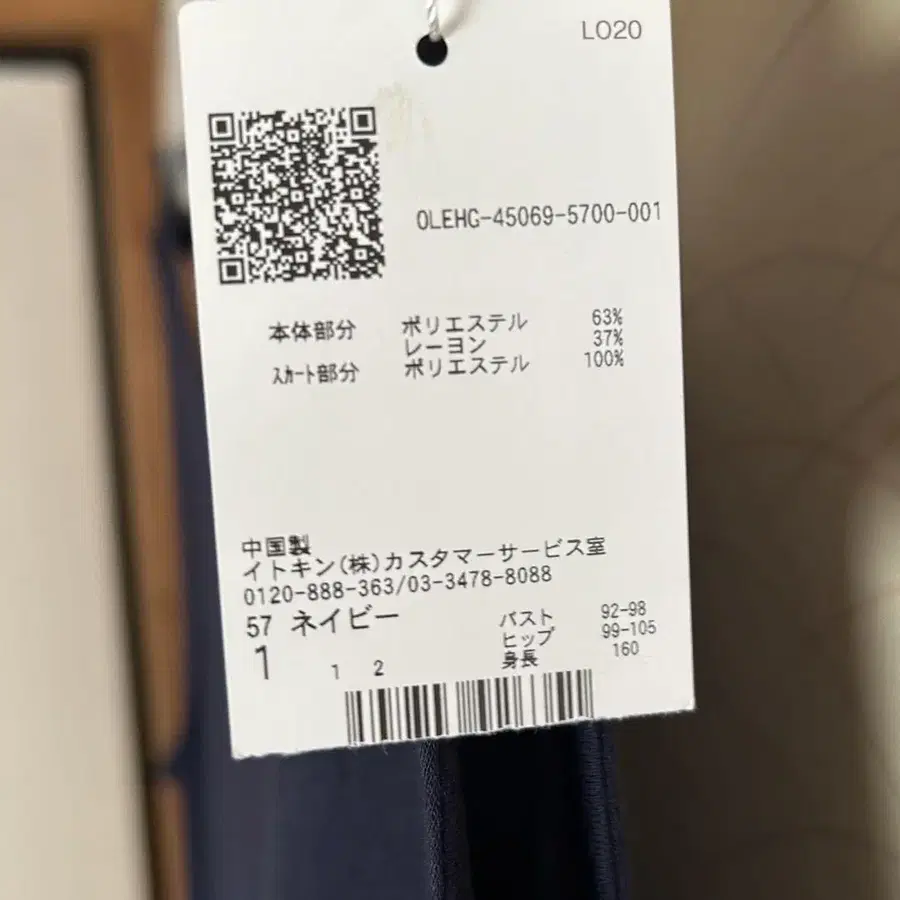 LO20
OLEHG-45069-5700-001
本体部分 ポリエステル 63%
レーヨン 37%
ｽｶｰﾄ部分 ポリエステル 100%
中国製
イトキン(株)カスタマーサービス室
0120-888-363/03-3478-8088
57 ネイビー バスト 92-98
ヒップ 99-105
1 1 2 身長 160